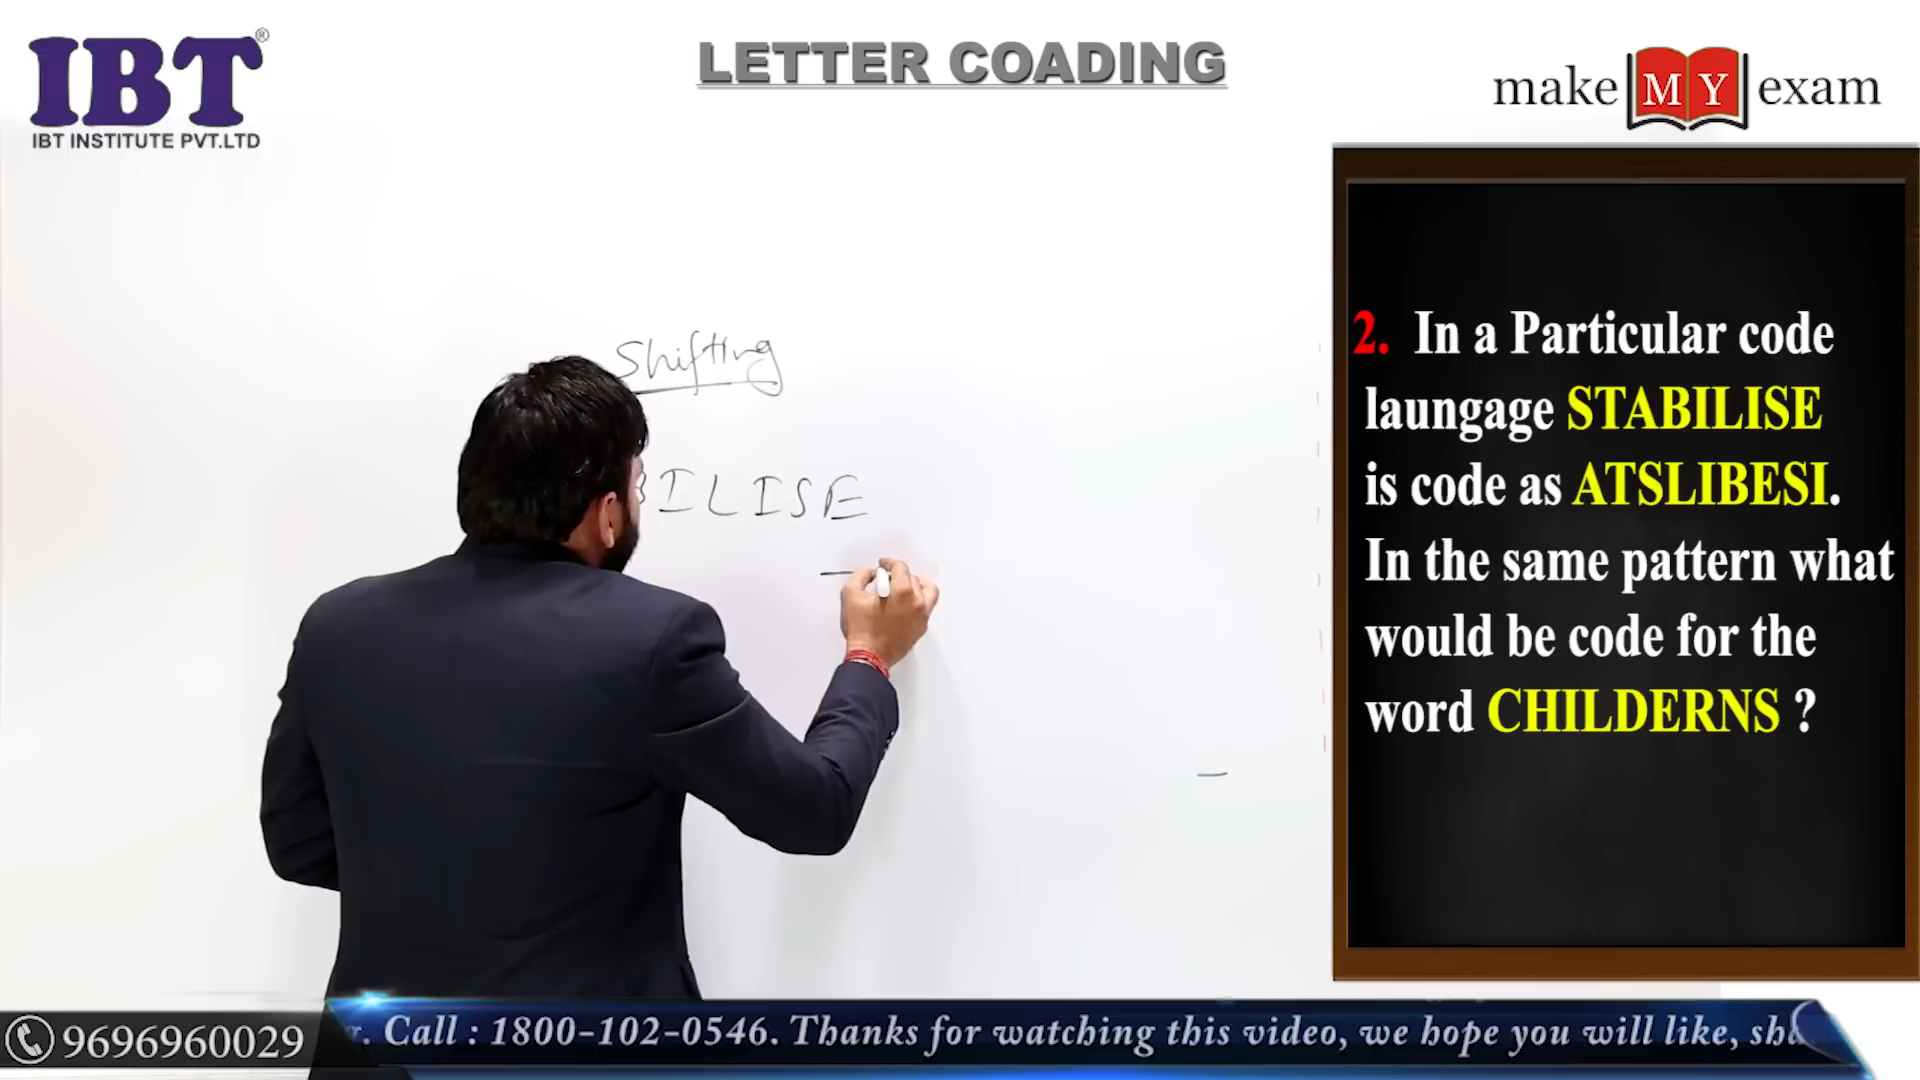 IBT®
IBT INSTITUTE PVT.LTD
LETTER COADING
make MY exam
Shifting
BILISE
2. In a Particular code
laungage STABILISE
is code as ATSLIBESI.
In the same pattern what
would be code for the
word CHILDERNS ?
9696960029
. Call : 1800-102-0546. Thanks for watching this video, we hope you will like, sha